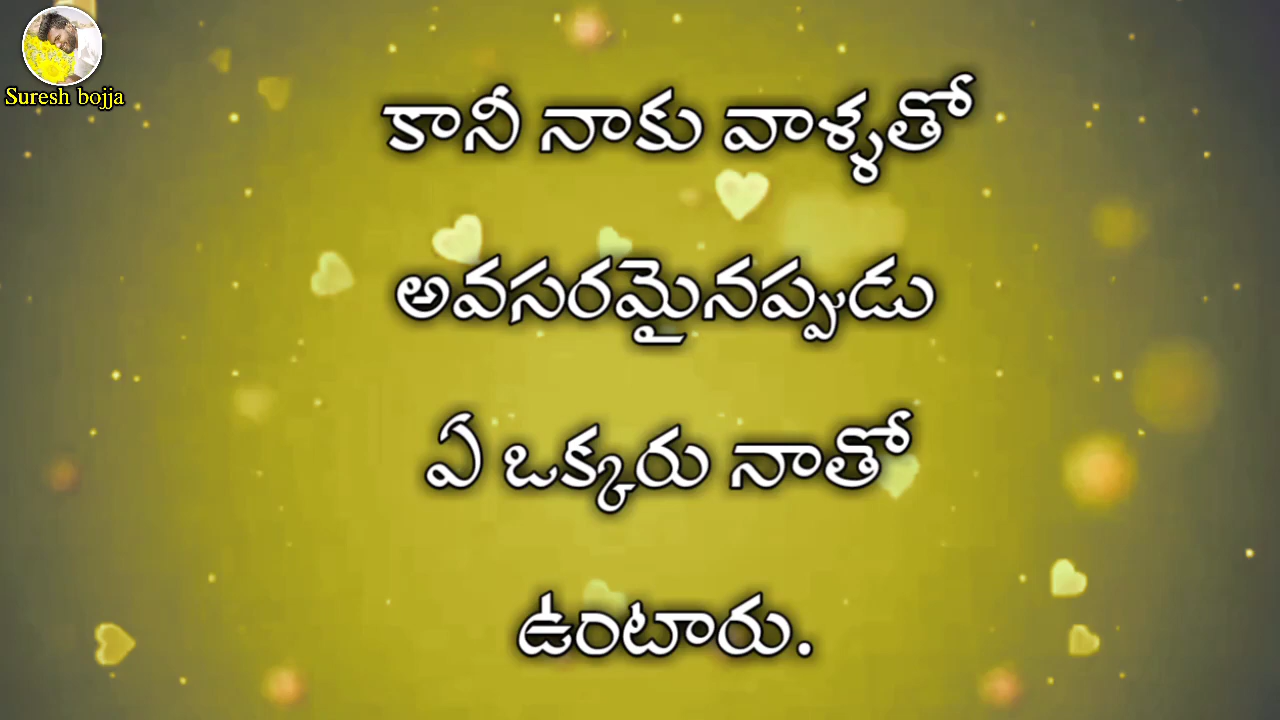 Suresh bojja
కానీ నాకు వాళ్ళతో
అవసరమైనప్పుడు
ఏ ఒక్కరు నాతో
ఉంటారు.